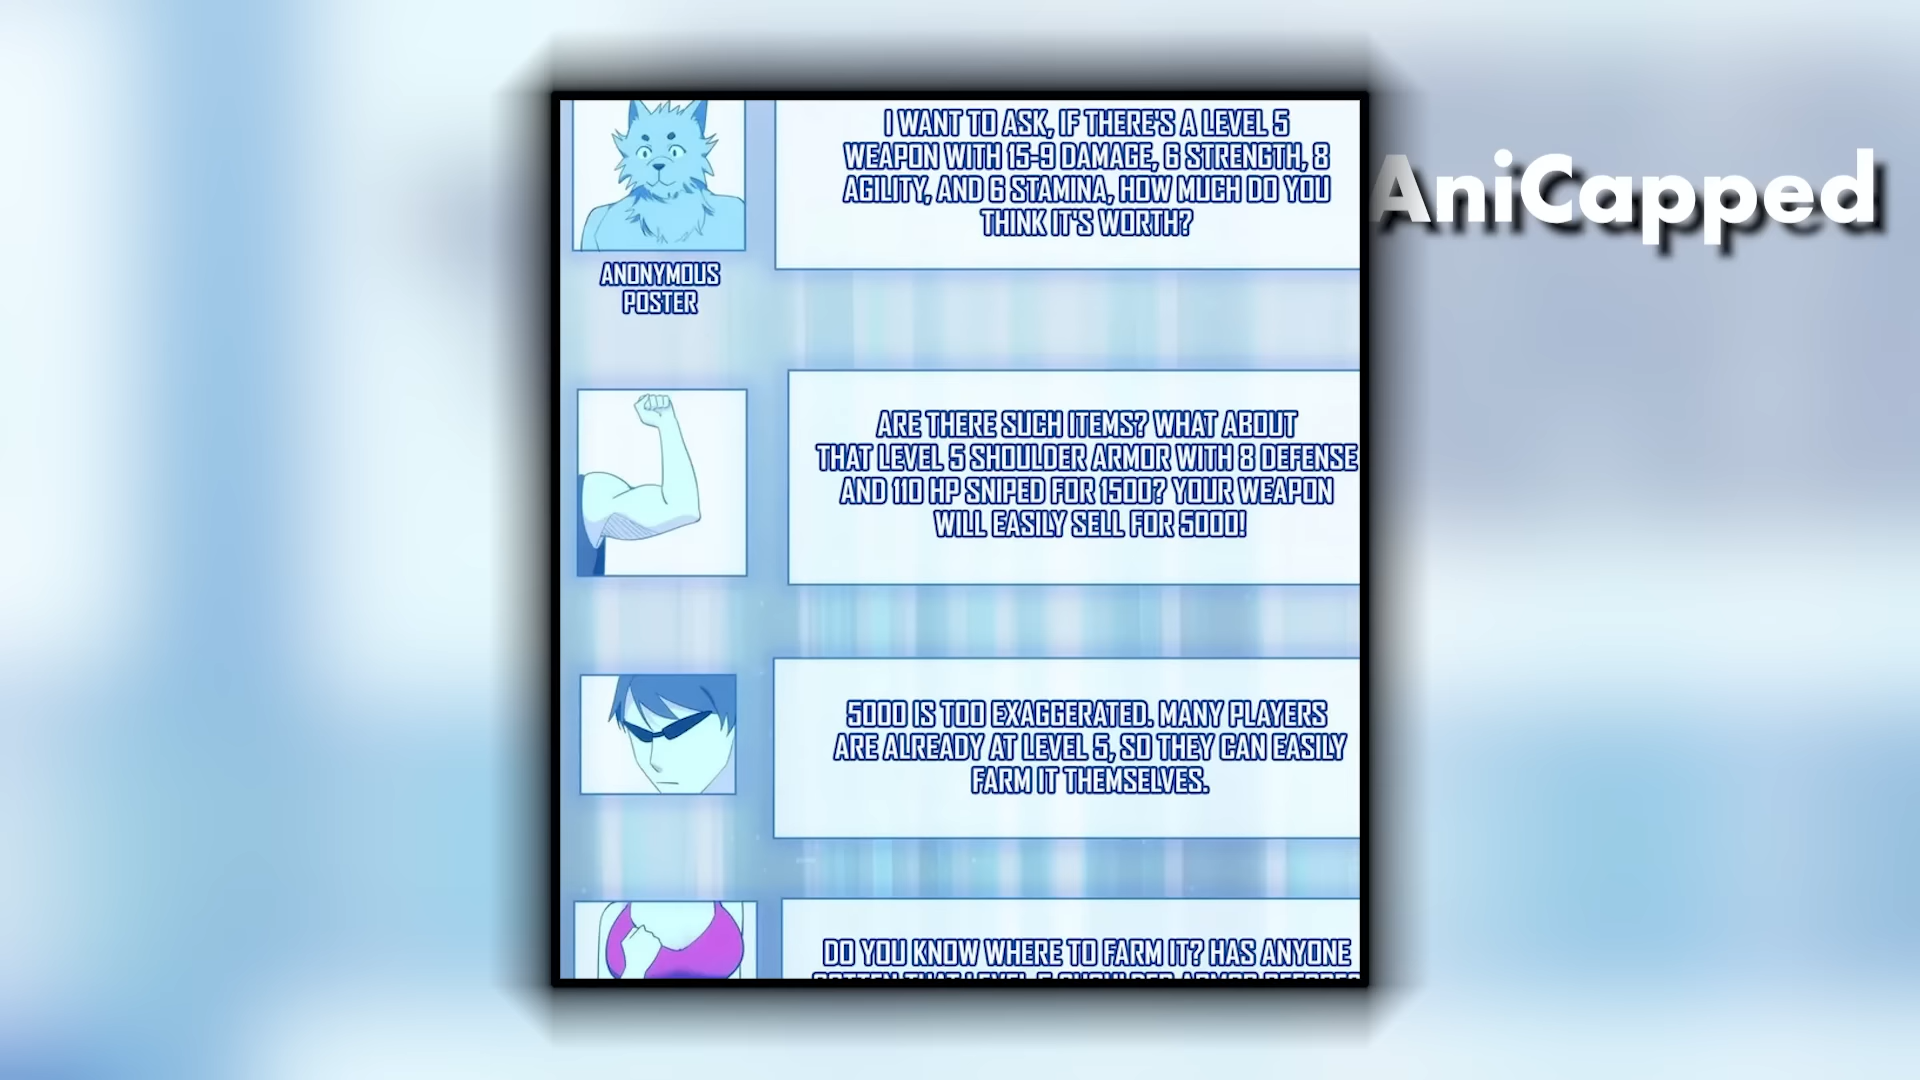 I WANT TO ASK, IF THERE'S A LEVEL 5
WEAPON WITH 15-9 DAMAGE, 6 STRENGTH, 8
AGILITY, AND 6 STAMINA, HOW MUCH DO YOU
THINK IT'S WORTH?
AniCapped
ANONYMOUS
POSTER
ARE THERE SUCH ITEMS? WHAT ABOUT
THAT LEVEL 5 SHOULDER ARMOR WITH 8 DEFENSE
AND 110 HP SNIPED FOR 1500? YOUR WEAPON
WILL EASILY SELL FOR 5000!
5000 IS TOO EXAGGERATED. MANY PLAYERS
ARE ALREADY AT LEVEL 5, SO THEY CAN EASILY
FARM IT THEMSELVES.
DO YOU KNOW WHERE TO FARM IT? HAS ANYONE